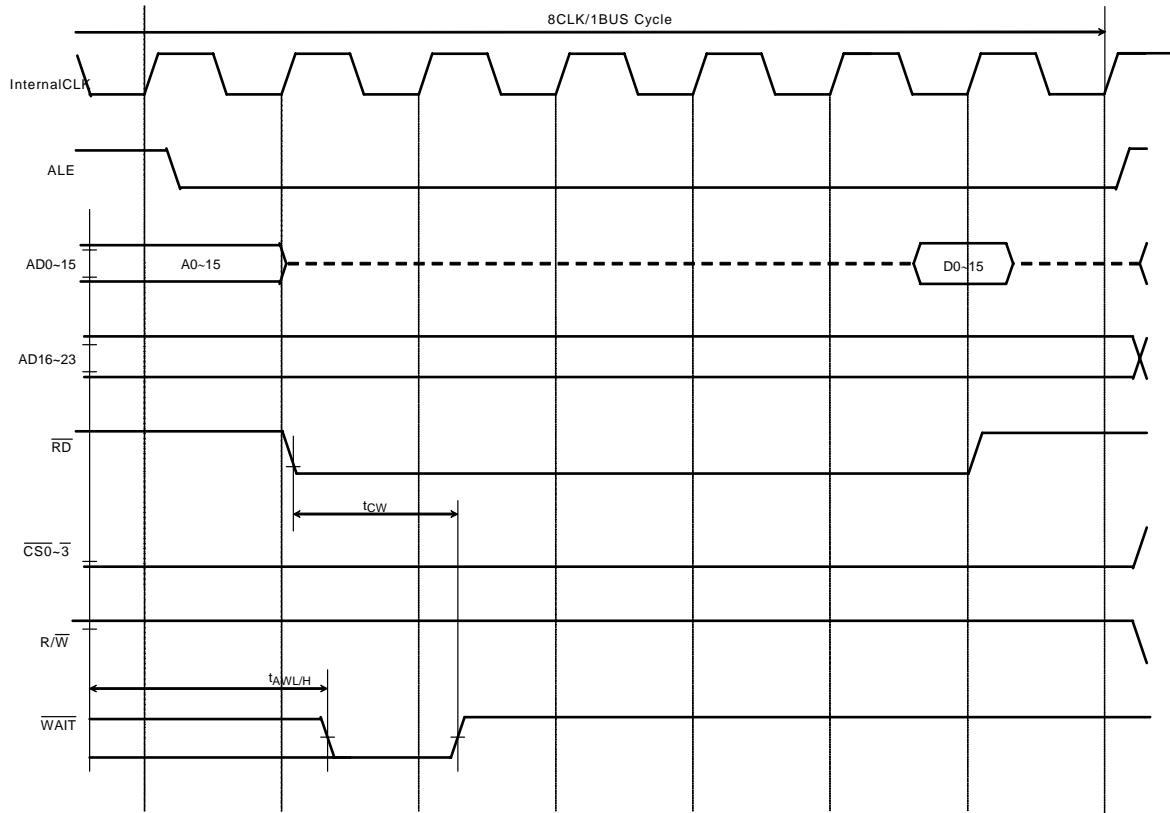 8CLK/1BUS Cycle
InternalCLK
ALE
AD0~15
A0~15
D0~15
AD16~23
RD
tCW
CS0~3
R/W
tAWL/H
WAIT